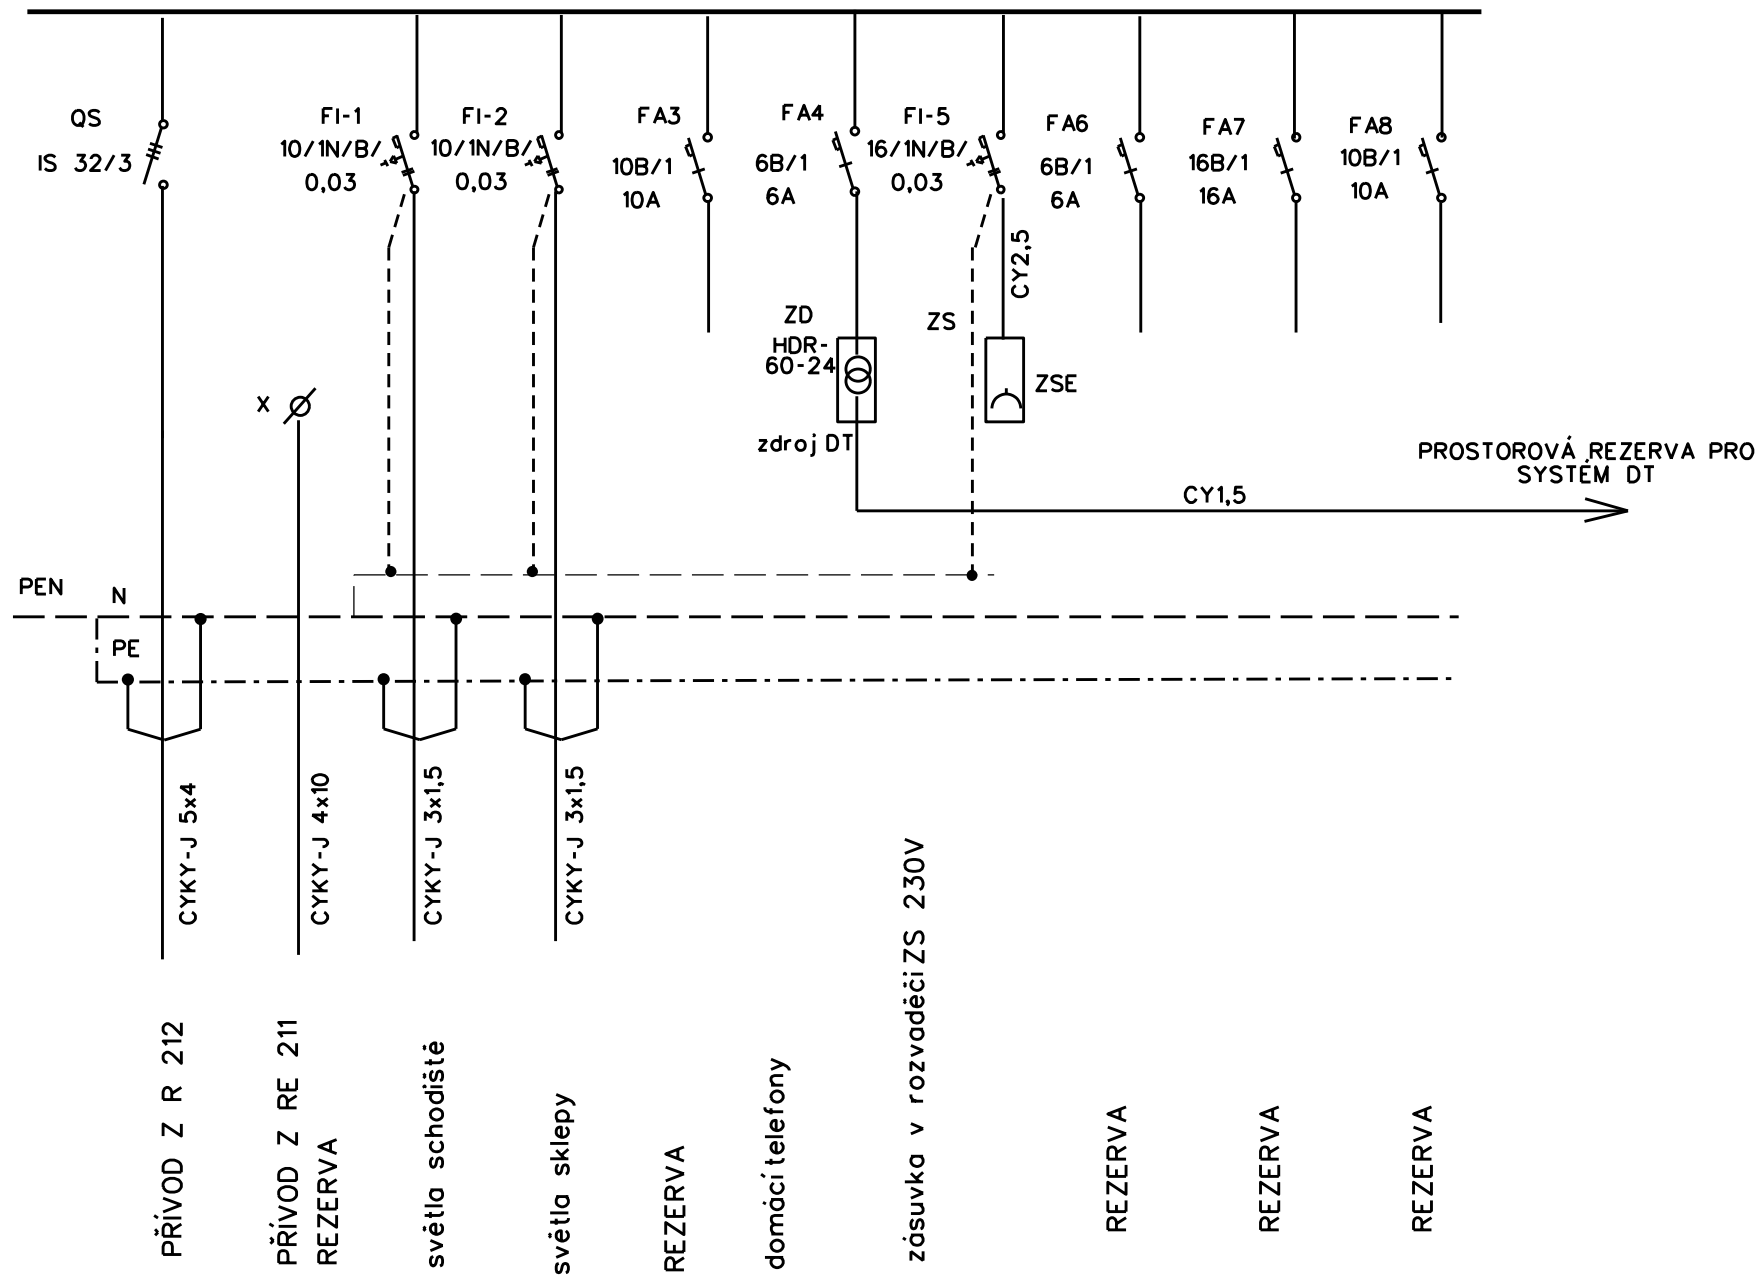 QS
IS 32/3
FI-1
10/1N/B/
0,03
FI-2
10/1N/B/
0,03
FA3
10B/1
10A
FA4
6B/1
6A
FI-5
16/1N/B/
0,03
FA6
6B/1
6A
FA7
16B/1
16A
FA8
10B/1
10A
CY2,5
ZD
HDR-
60-24
zdroj DT
ZS
ZSE
X
PROSTOROVÁ REZERVA PRO
SYSTÉM DT
CY1,5
PEN
N
PE
CYKY-J 5x4
CYKY-J 4x10
CYKY-J 3x1,5
CYKY-J 3x1,5
PŘÍVOD Z R 212
PŘÍVOD Z RE 211
REZERVA
světla schodiště
světla sklepy
REZERVA
domácí telefony
zásuvka v rozvaděči ZS 230V
REZERVA
REZERVA
REZERVA